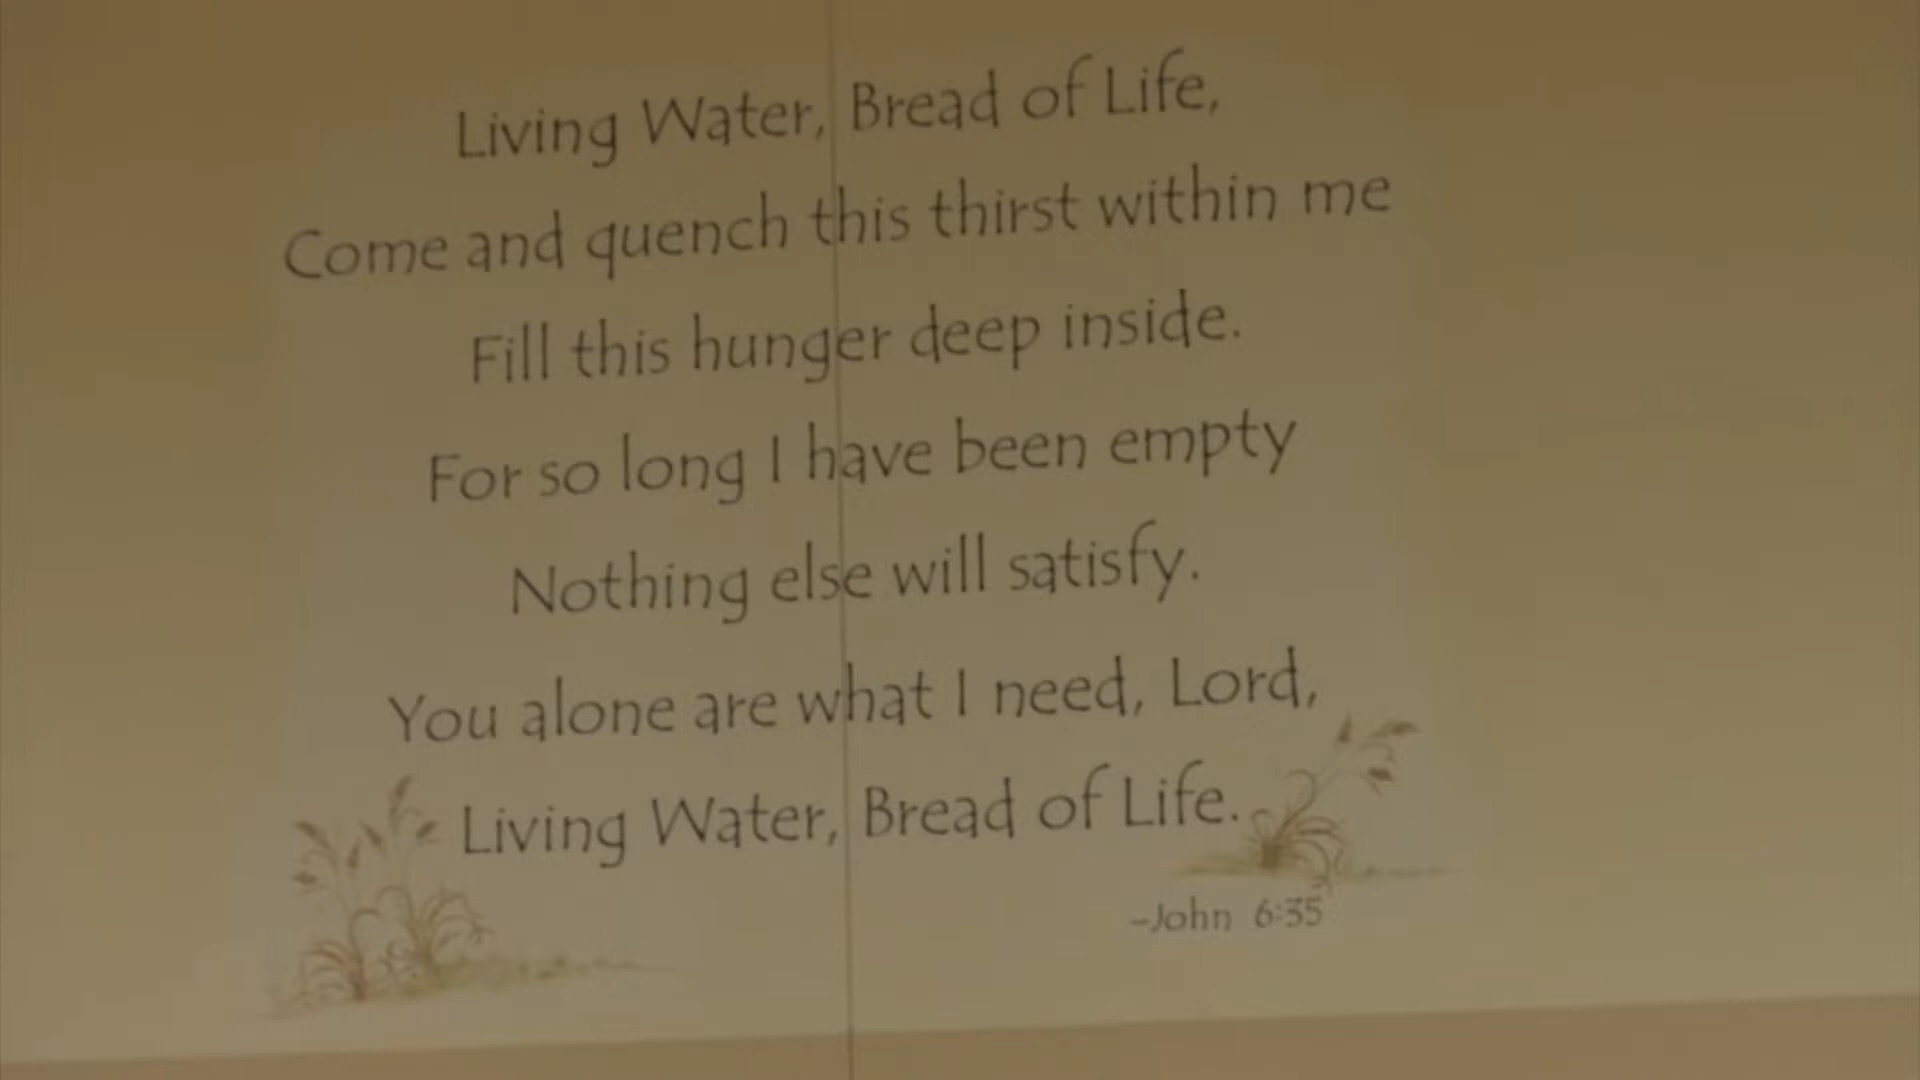 Living Water, Bread of Life,
Come and quench this thirst within me
Fill this hunger deep inside.
For so long I have been empty
Nothing else will satisfy.
You alone are what I need, Lord,
Living Water, Bread of Life.
-John 6:35